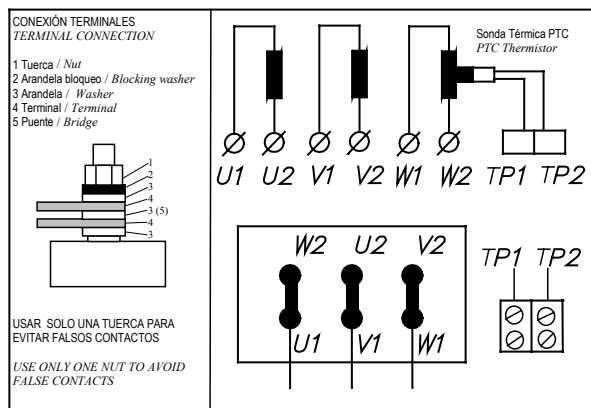 CONEXIÓN TERMINALES
TERMINAL CONNECTION
1 Tuerca / Nut
2 Arandela bloqueo / Blocking washer
3 Arandela / Washer
4 Terminal / Terminal
5 Puente / Bridge
1
2
3
4
3 (5)
4
3
USAR SOLO UNA TUERCA PARA
EVITAR FALSOS CONTACTOS
USE ONLY ONE NUT TO AVOID
FALSE CONTACTS
Sonda Térmica PTC
PTC Thermistor
U1 U2 V1 V2 W1 W2 TP1 TP2
W2 U2 V2
U1 V1 W1
TP1 TP2